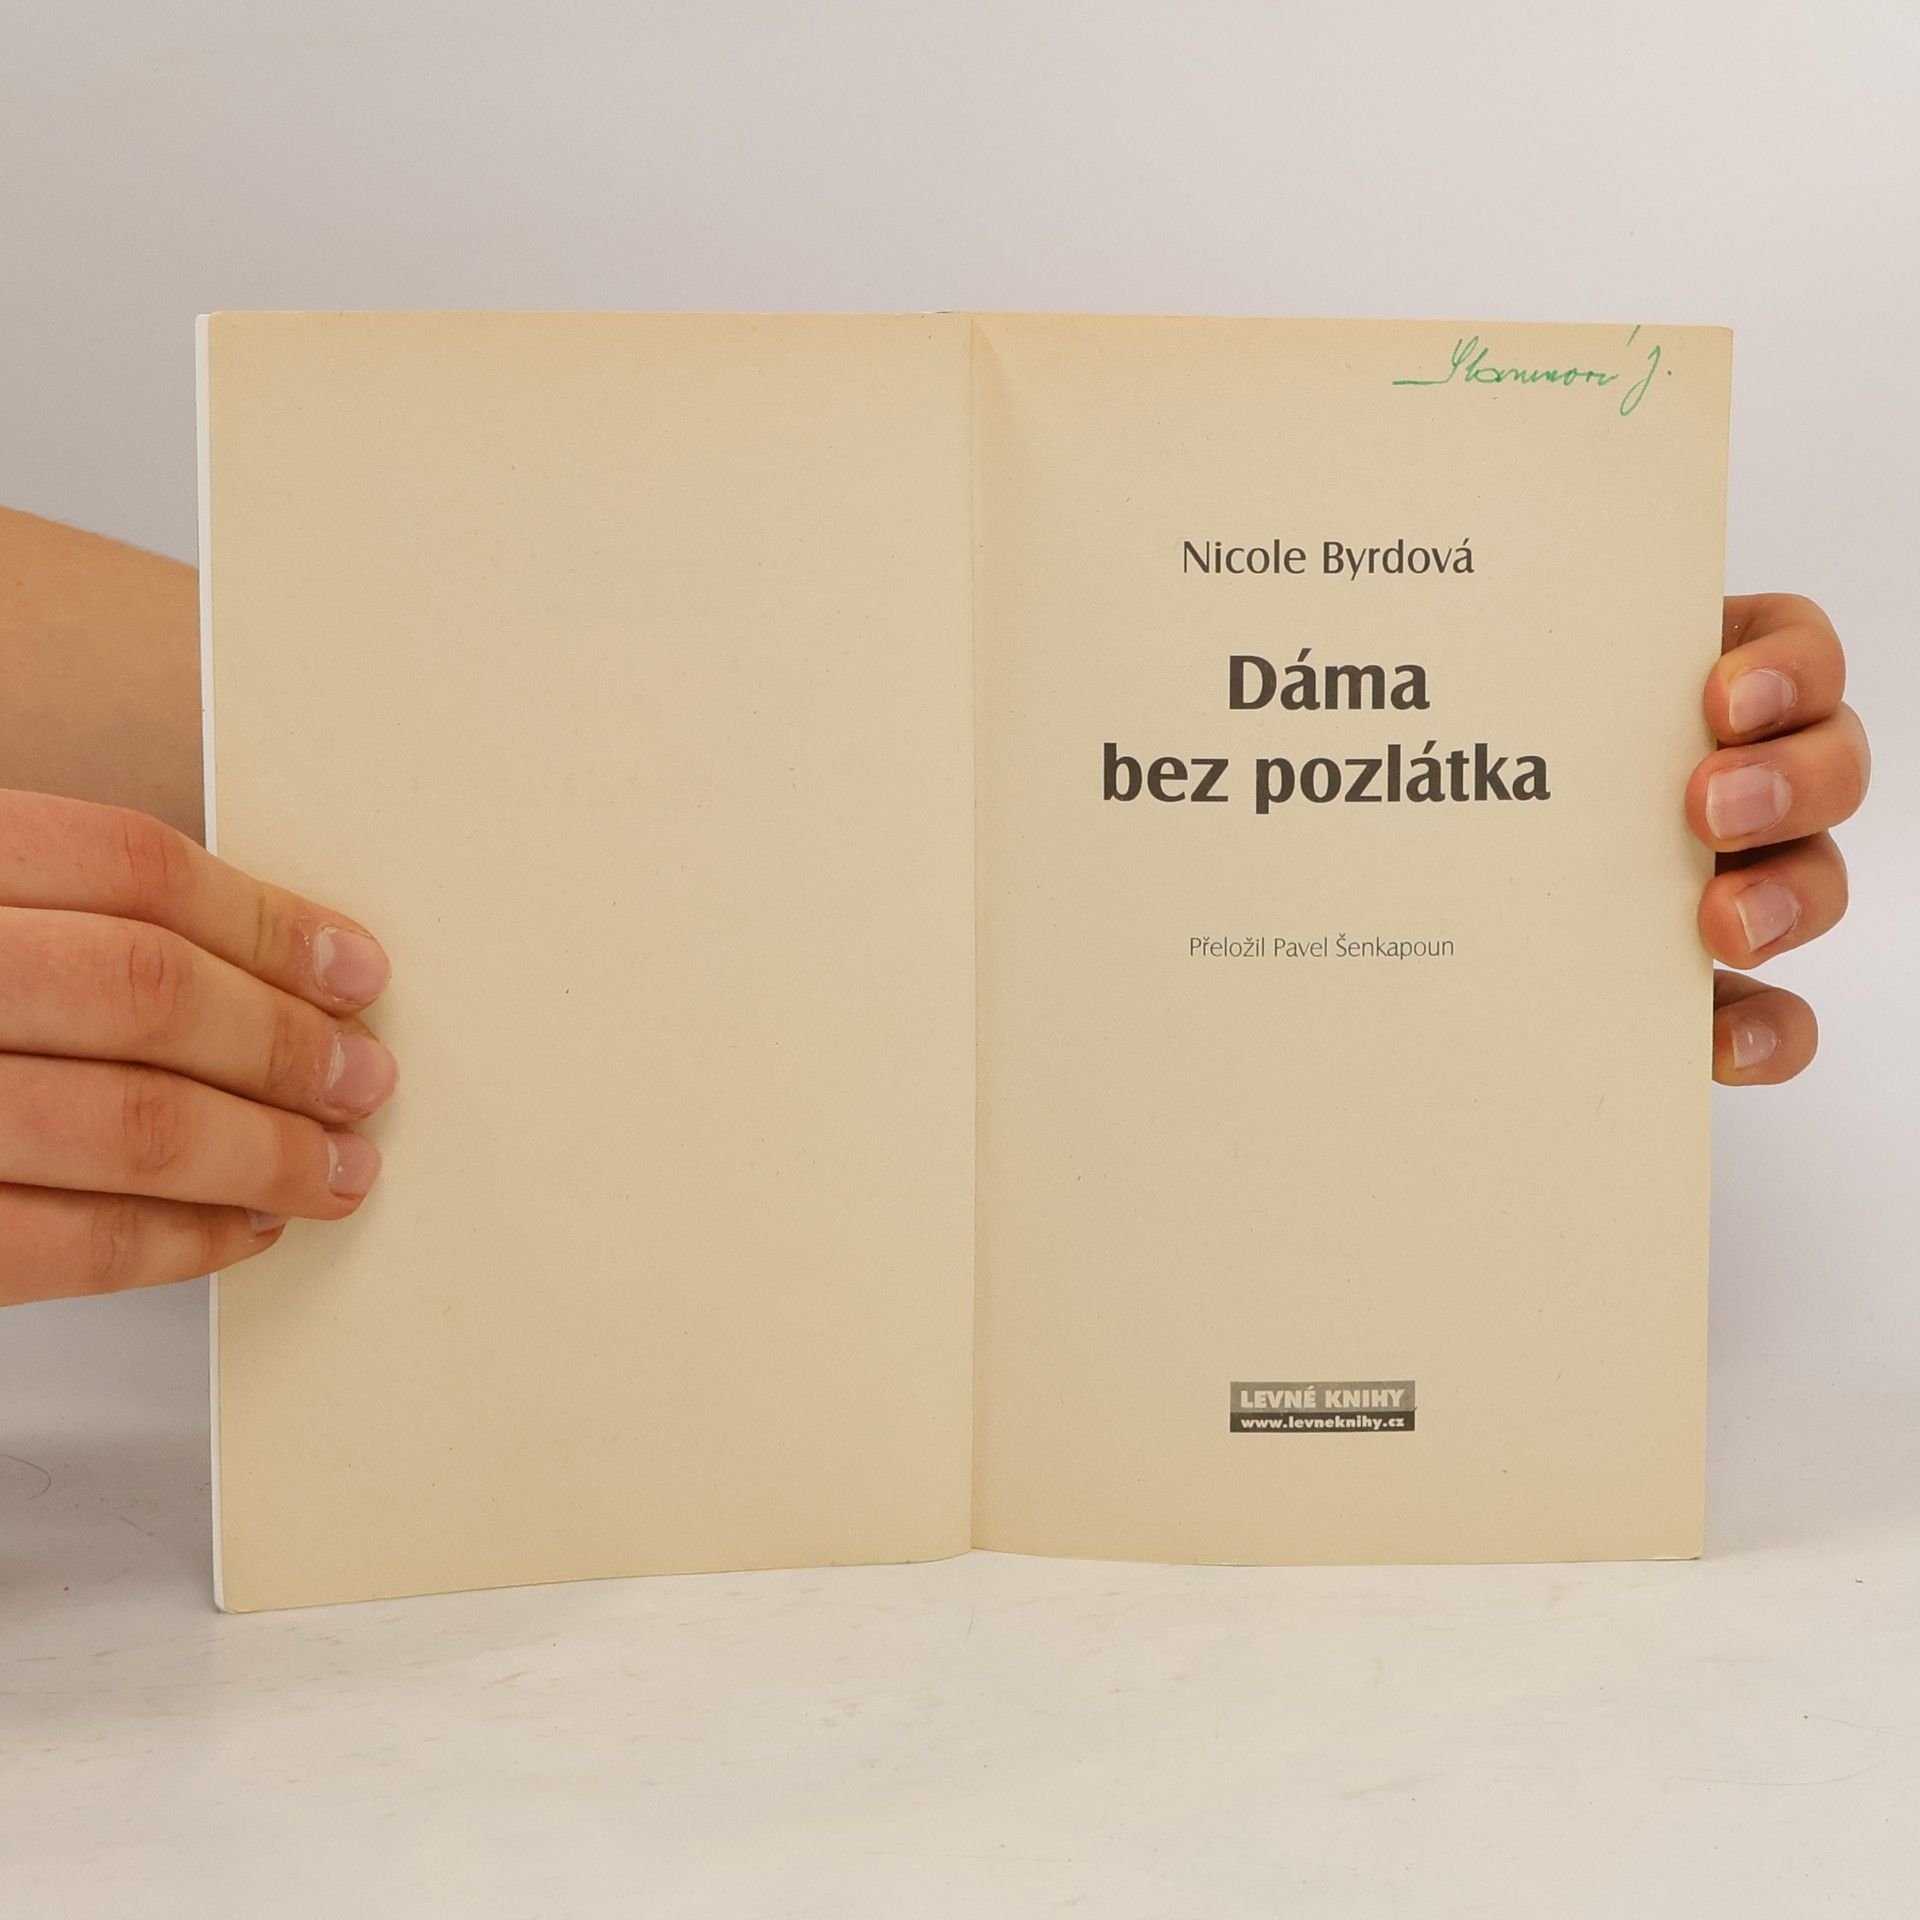 Nicole Byrdová
Dáma
bez pozlátka
Přeložil Pavel Šenkapoun
LEVNÉ KNIHY
www.levneknihy.cz